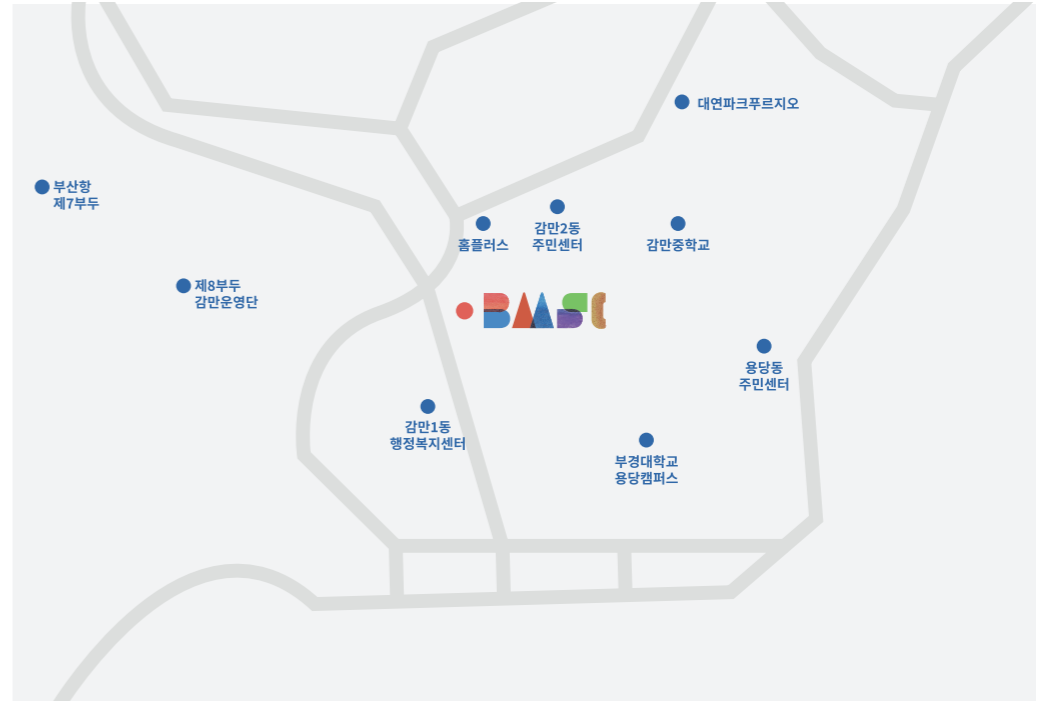 대연파크푸르지오
부산항
제7부두
홈플러스
감만2동
주민센터
감만중학교
제8부두
감만운영단
BMSC
용당동
주민센터
감만1동
행정복지센터
부경대학교
용당캠퍼스